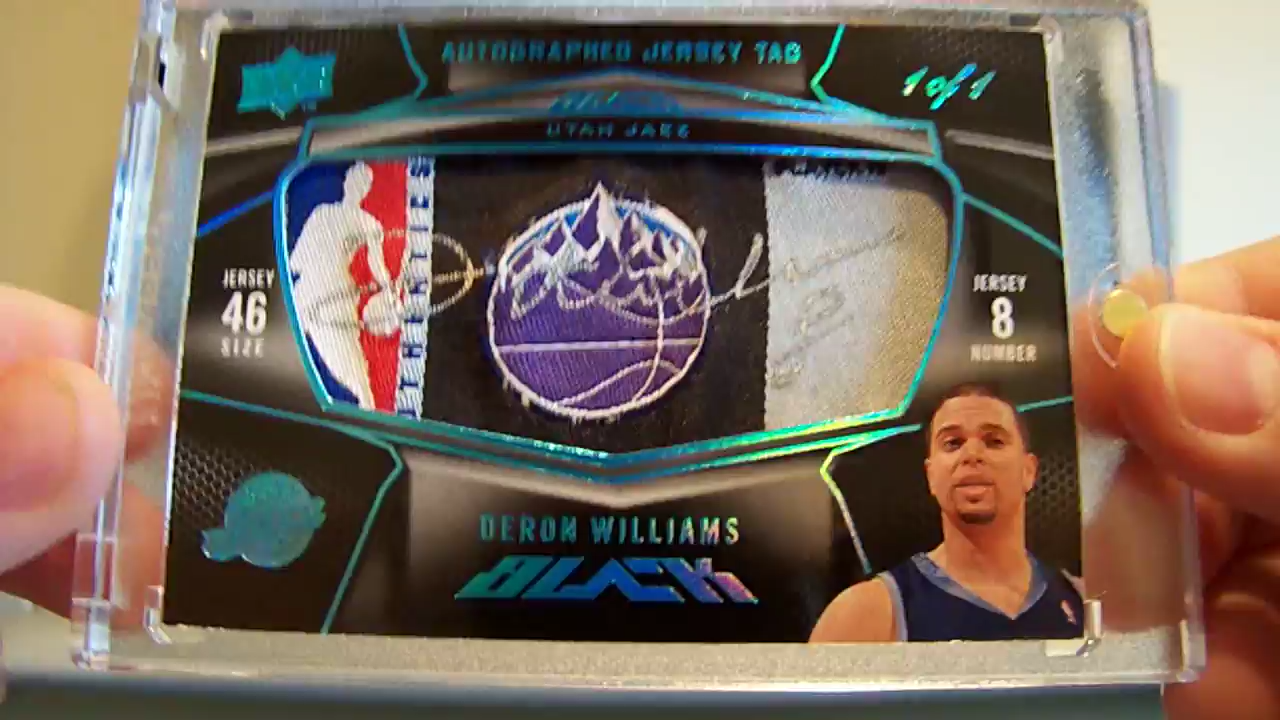 AUTOGRAPHED JERSEY TAG
1 of 1
UTAH JAZZ
JERSEY
46
SIZE
JERSEY
8
NUMBER
DERON WILLIAMS
BLACK